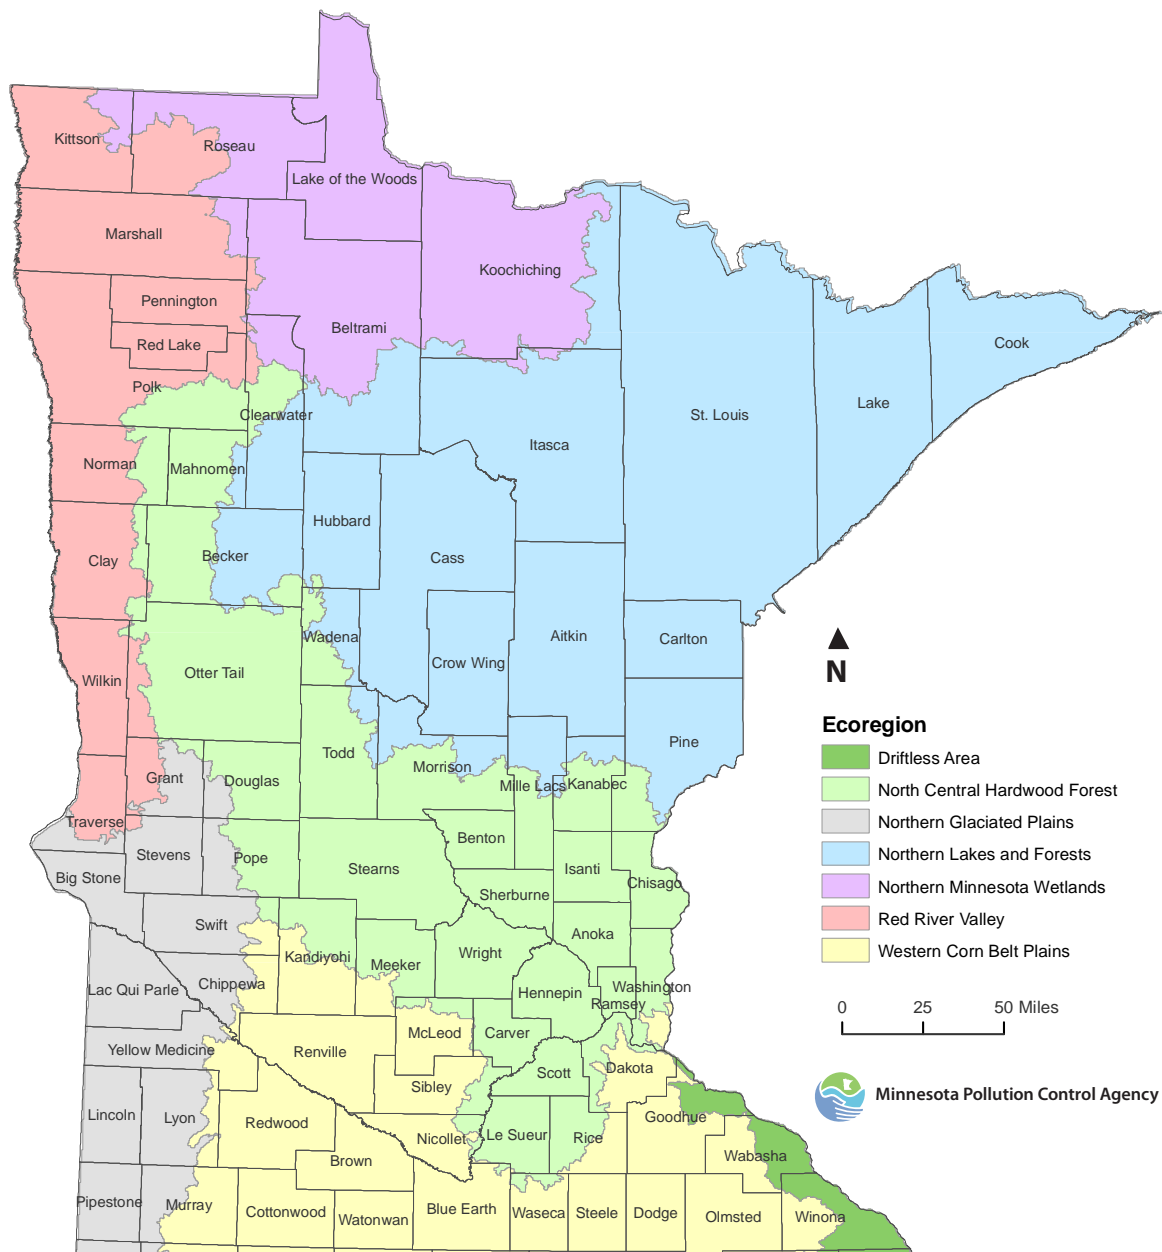 Kittson
Roseau
Lake of the Woods
Marshall
Koochiching
Pennington
Beltrami
Red Lake
Cook
Polk
Clearwater
Lake
St. Louis
Itasca
Norman
Mahnomen
Hubbard
Clay
Becker
Cass
Wadena
Aitkin
Carlton
Crow Wing
Otter Tail
Wilkin
N
Pine
Todd
Morrison
Grant
Douglas
Mille Lacs
Kanabec
Traverse
Benton
Stevens
Pope
Stearns
Isanti
Big Stone
Chisago
Sherburne
Swift
Anoka
Kandiyohi
Wright
Meeker
Chippewa
Lac Qui Parle
Hennepin
Washington
Ramsey
McLeod
Carver
Yellow Medicine
Renville
Scott
Dakota
Sibley
Lincoln
Lyon
Redwood
Goodhue
Nicollet
Le Sueur
Rice
Brown
Wabasha
Pipestone
Murray
Cottonwood
Watonwan
Blue Earth
Waseca
Steele
Dodge
Olmsted
Winona
Ecoregion
Driftless Area
North Central Hardwood Forest
Northern Glaciated Plains
Northern Lakes and Forests
Northern Minnesota Wetlands
Red River Valley
Western Corn Belt Plains
0 25 50 Miles
Minnesota Pollution Control Agency